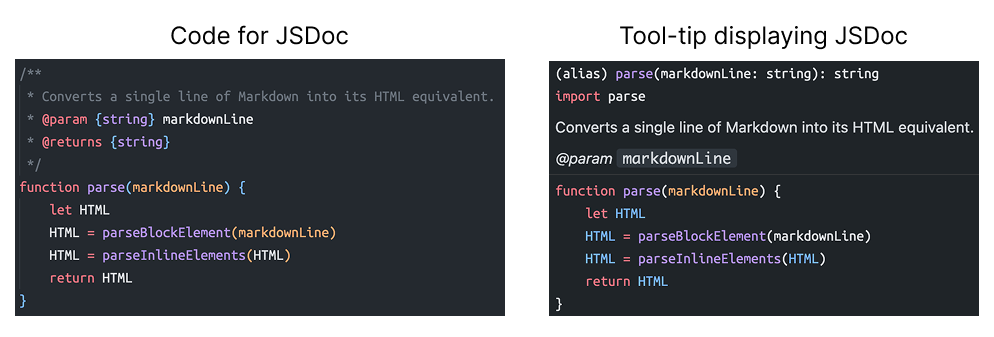 Code for JSDoc
/**
 * Converts a single line of Markdown into its HTML equivalent.
 * @param {string} markdownLine
 * @returns {string}
 */
function parse(markdownLine) {
    let HTML
    HTML = parseBlockElement(markdownLine)
    HTML = parseInlineElements(HTML)
    return HTML
}
Tool-tip displaying JSDoc
(alias) parse(markdownLine: string): string
import parse
Converts a single line of Markdown into its HTML equivalent.
@param markdownLine
function parse(markdownLine) {
    let HTML
    HTML = parseBlockElement(markdownLine)
    HTML = parseInlineElements(HTML)
    return HTML
}